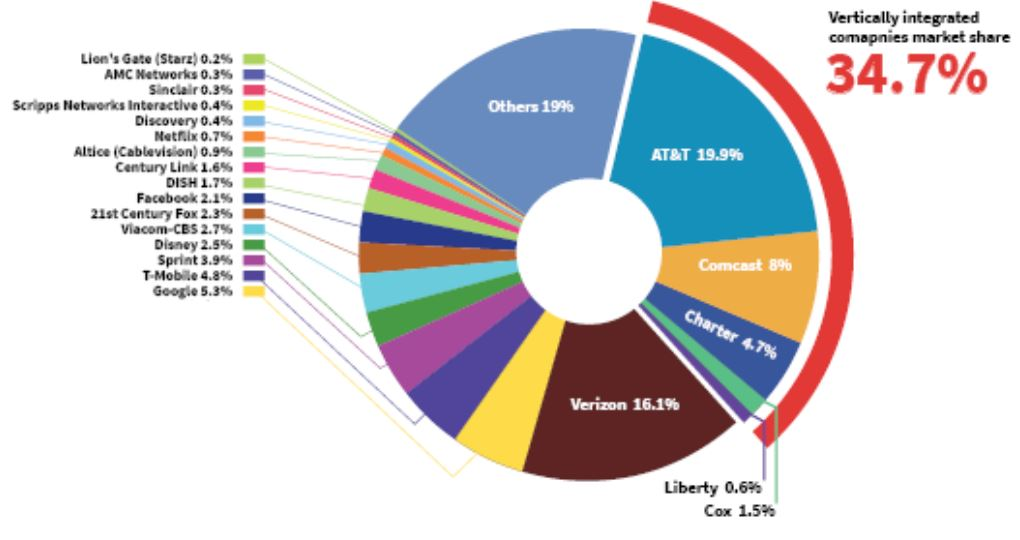 Vertically integrated
comapnies market share
34.7%
Lion's Gate (Starz) 0.2%
AMC Networks 0.3%
Sinclair 0.3%
Scripps Networks Interactive 0.4%
Discovery 0.4%
Netflix 0.7%
Altice (Cablevision) 0.9%
Century Link 1.6%
DISH 1.7%
Facebook 2.1%
21st Century Fox 2.3%
Viacom-CBS 2.7%
Disney 2.5%
Sprint 3.9%
T-Mobile 4.8%
Google 5.3%
Others 19%
AT&T 19.9%
Comcast 8%
Charter 4.7%
Verizon 16.1%
Liberty 0.6%
Cox 1.5%